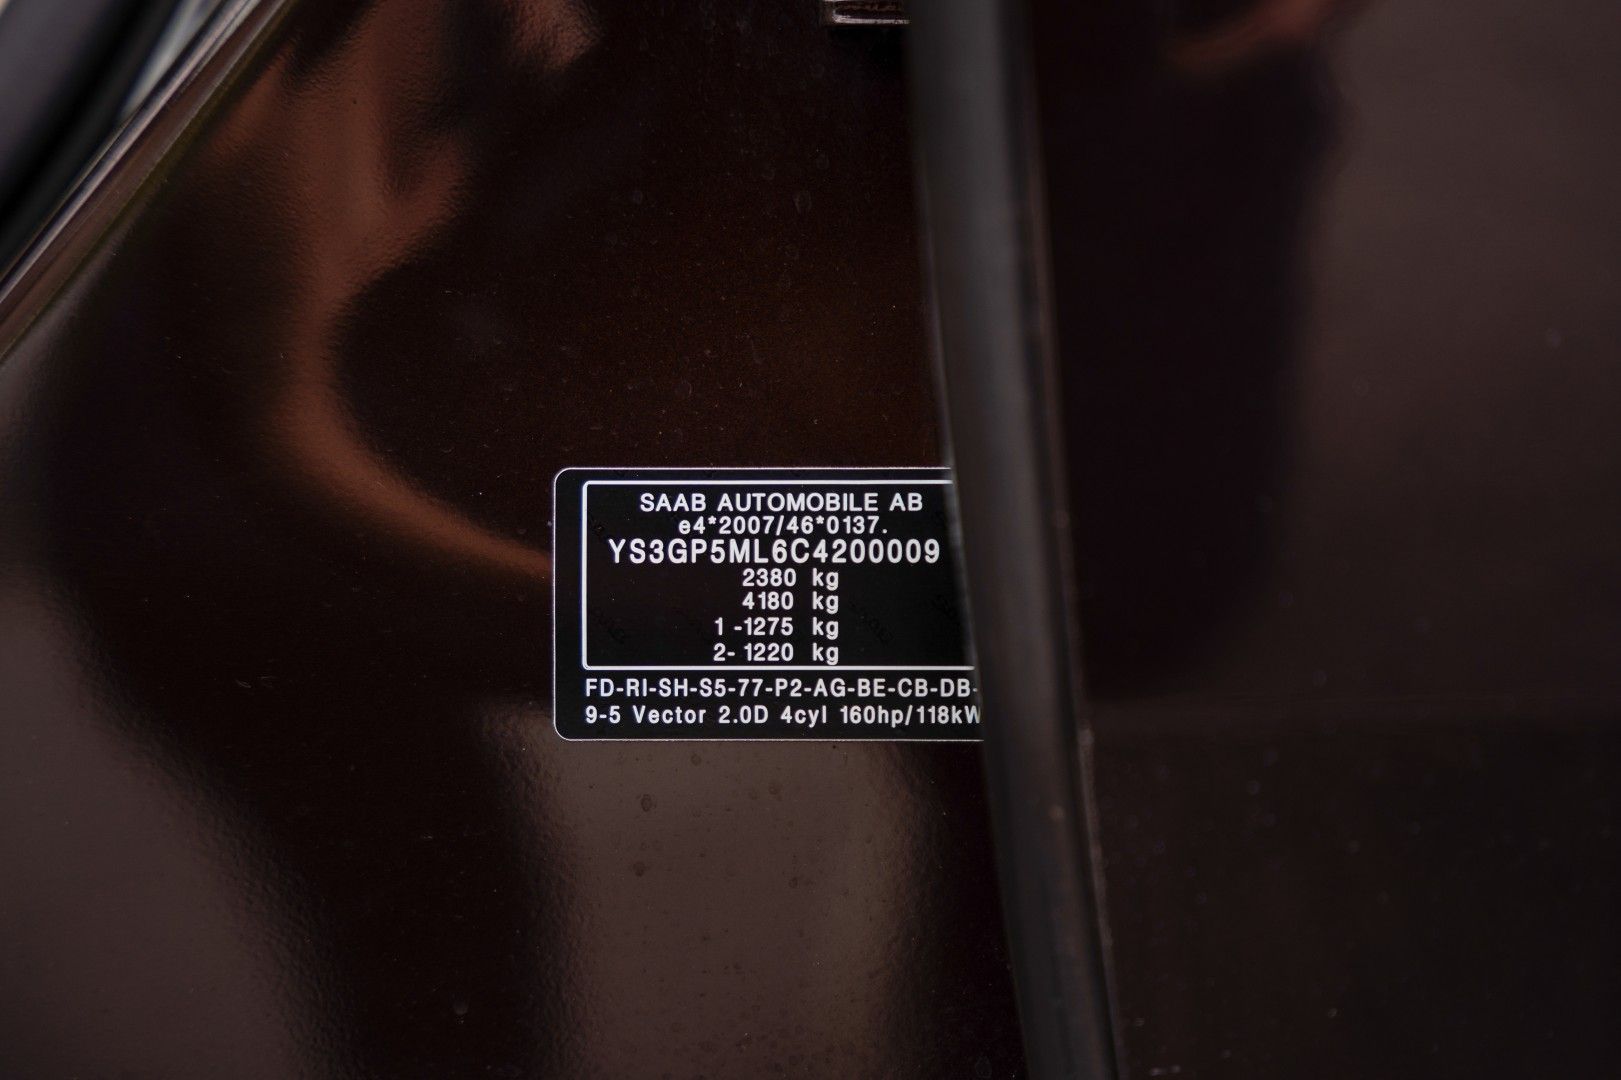 SAAB AUTOMOBILE AB
e4*2007/46*0137.
YS3GP5ML6C4200009
2380 kg
4180 kg
1 -1275 kg
2- 1220 kg
FD-RI-SH-S5-77-P2-AG-BE-CB-DB-
9-5 Vector 2.0D 4cyl 160hp/118kW